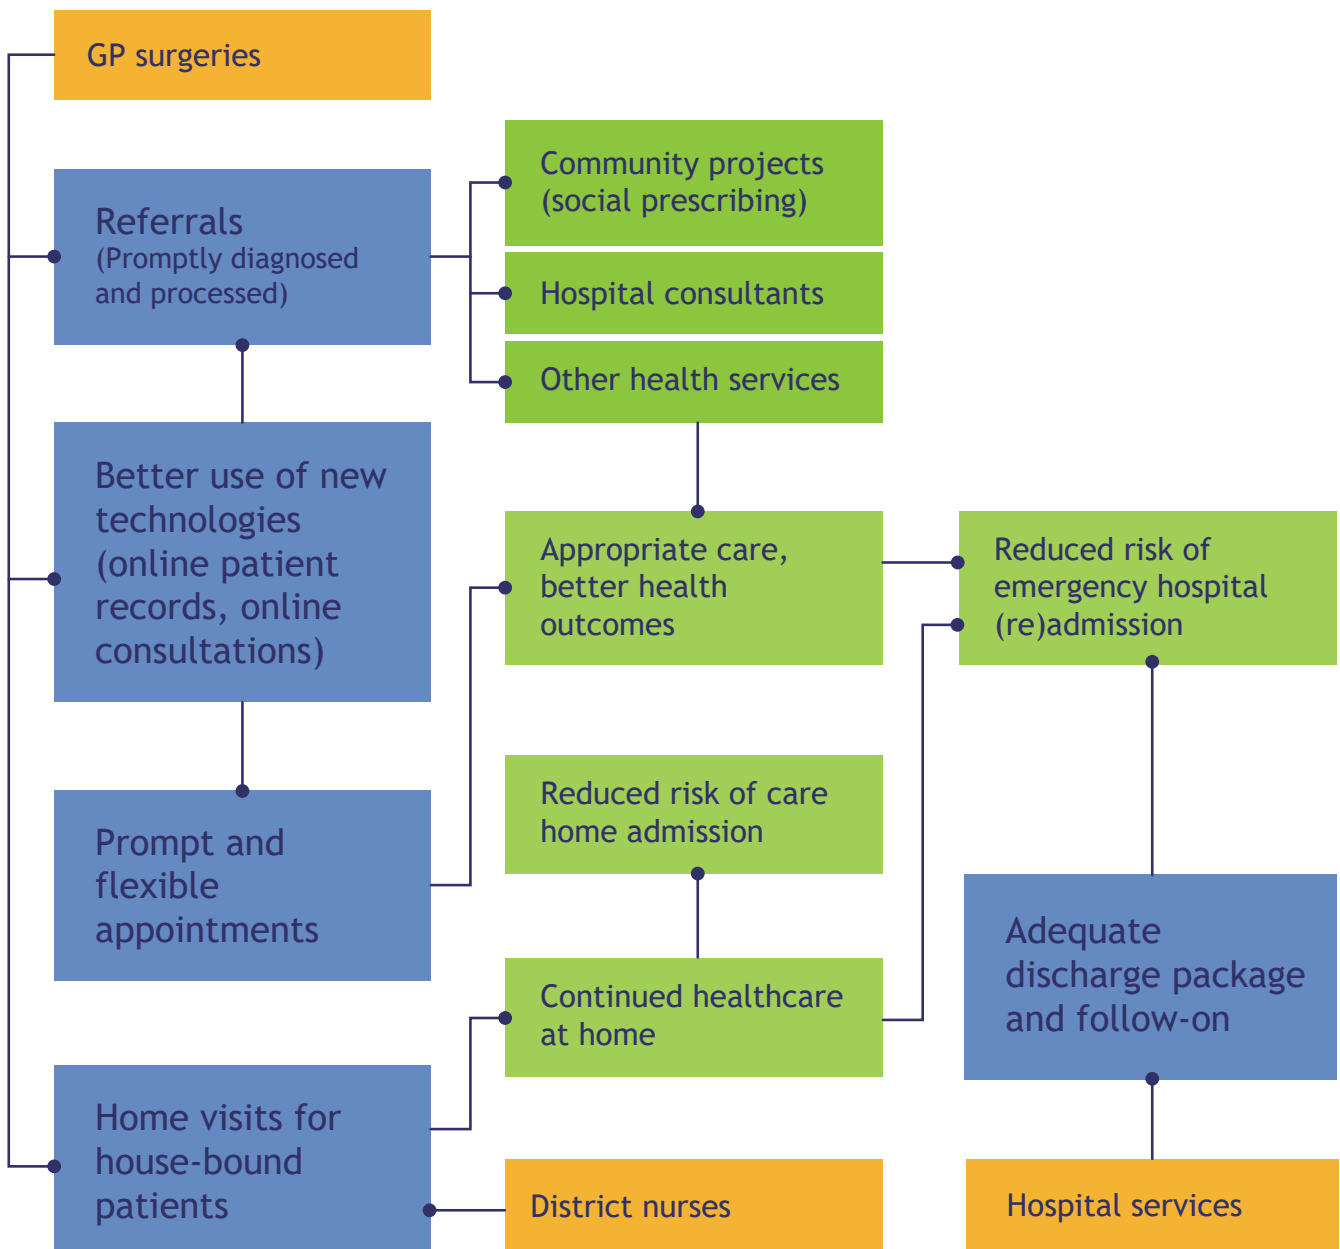 GP surgeries
Referrals
(Promptly diagnosed
and processed)
Community projects
(social prescribing)
Hospital consultants
Other health services
Better use of new
technologies
(online patient
records, online
consultations)
Appropriate care,
better health
outcomes
Reduced risk of
emergency hospital
(re)admission
Prompt and
flexible
appointments
Reduced risk of care
home admission
Continued healthcare
at home
Adequate
discharge package
and follow-on
Home visits for
house-bound
patients
District nurses
Hospital services